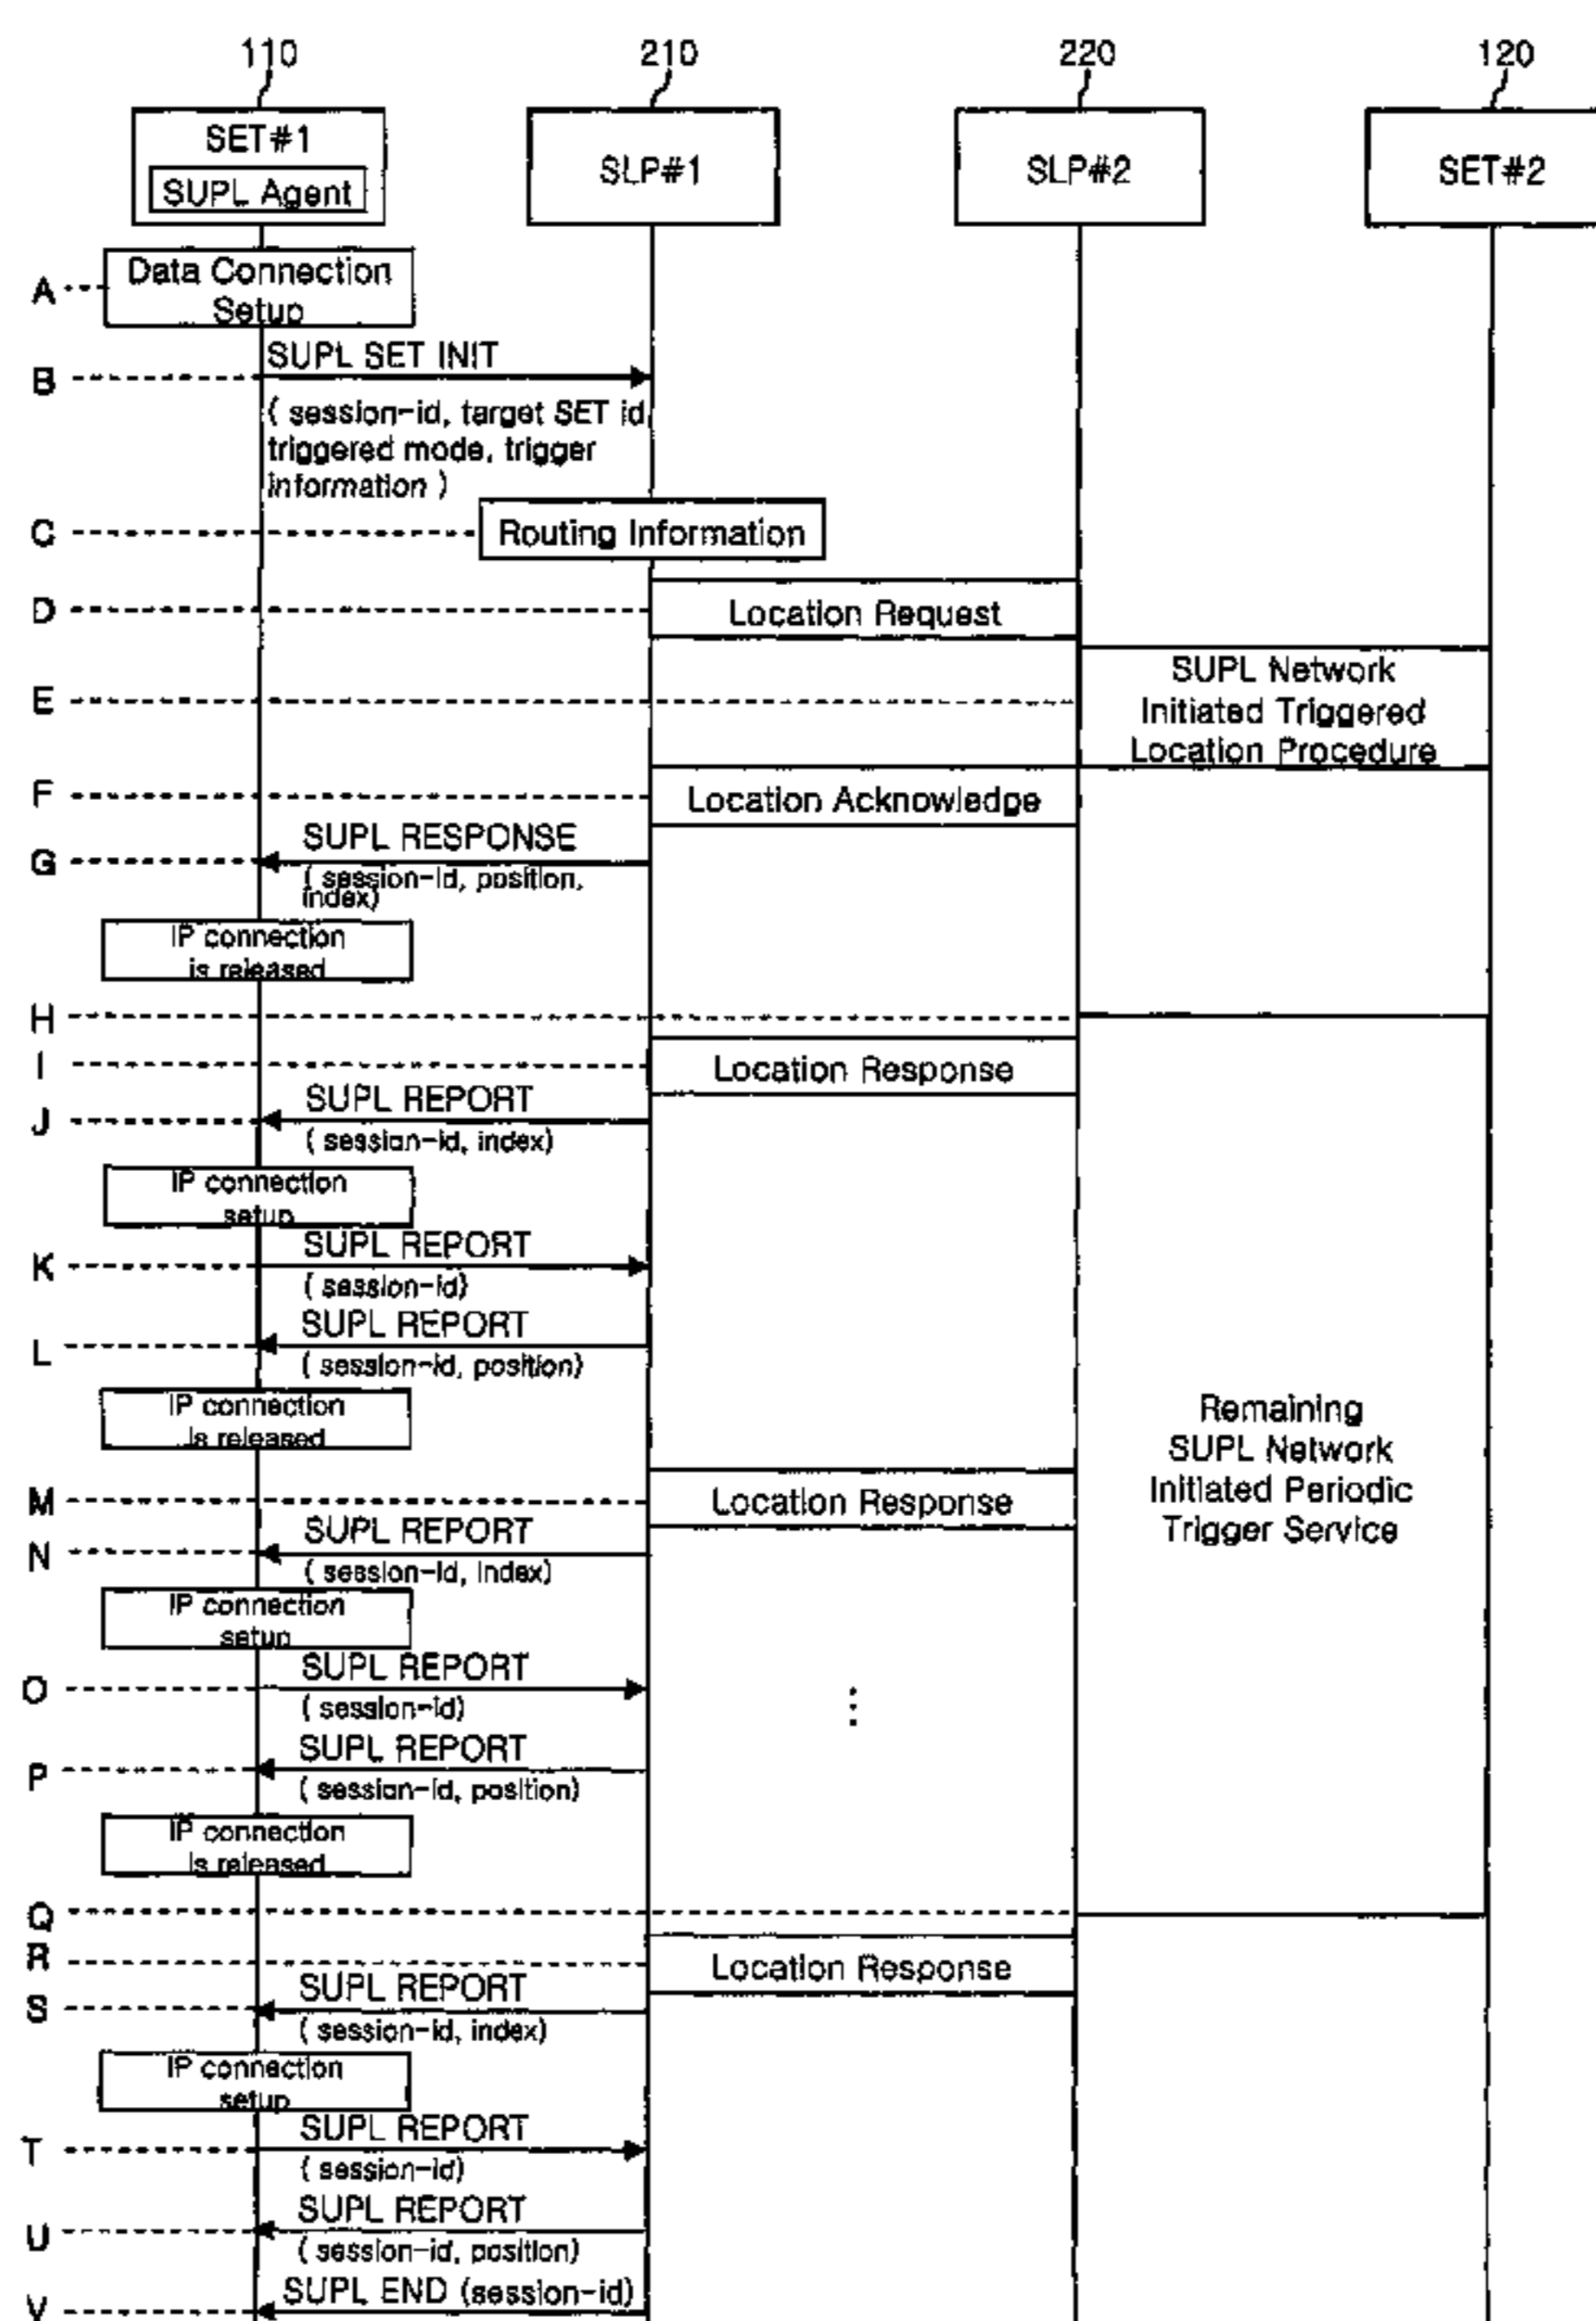 110
210
220
120
SET#1
SUPL Agent
SLP#1
SLP#2
SET#2
A
Data Connection
Setup
B
SUPL SET INIT
( session-id, target SET id
triggered mode, trigger
information )
C
Routing Information
D
Location Request
E
SUPL Network
Initiated Triggered
Location Procedure
F
Location Acknowledge
G
SUPL RESPONSE
( session-id, position,
index)
IP connection
is released
H
I
Location Response
J
SUPL REPORT
( session-id, index)
IP connection
setup
K
SUPL REPORT
( session-id)
L
SUPL REPORT
( session-id, position)
IP connection
is released
Remaining
SUPL Network
Initiated Periodic
Trigger Service
M
Location Response
N
SUPL REPORT
( session-id, index)
IP connection
setup
O
SUPL REPORT
( session-id)
⋮
P
SUPL REPORT
( session-id, position)
IP connection
is released
Q
R
Location Response
S
SUPL REPORT
( session-id, index)
IP connection
setup
T
SUPL REPORT
( session-id)
U
SUPL REPORT
( session-id, position)
V
SUPL END (session-id)